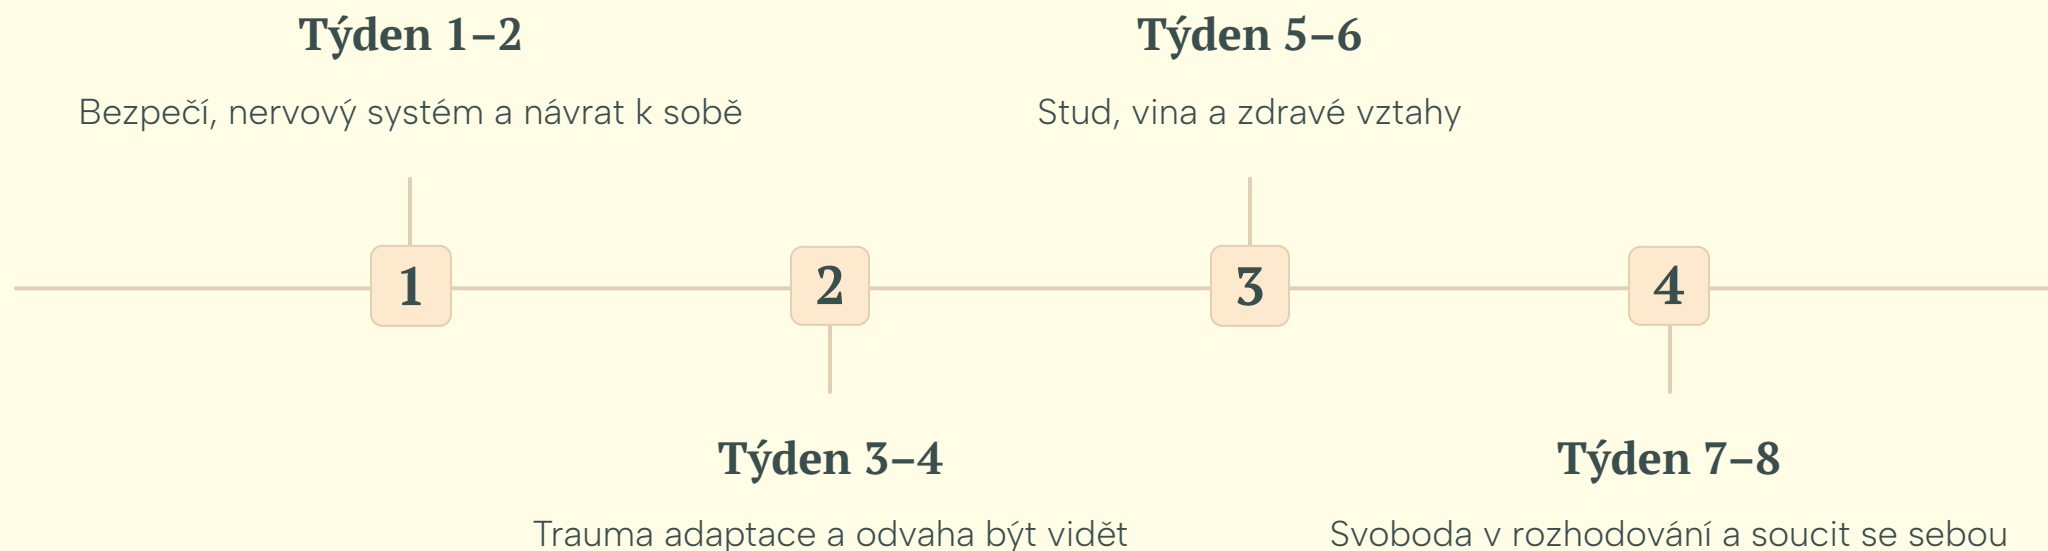 Týden 1–2
Bezpečí, nervový systém a návrat k sobě
Týden 5–6
Stud, vina a zdravé vztahy
1
2
3
4
Týden 3–4
Trauma adaptace a odvaha být vidět
Týden 7–8
Svoboda v rozhodování a soucit se sebou